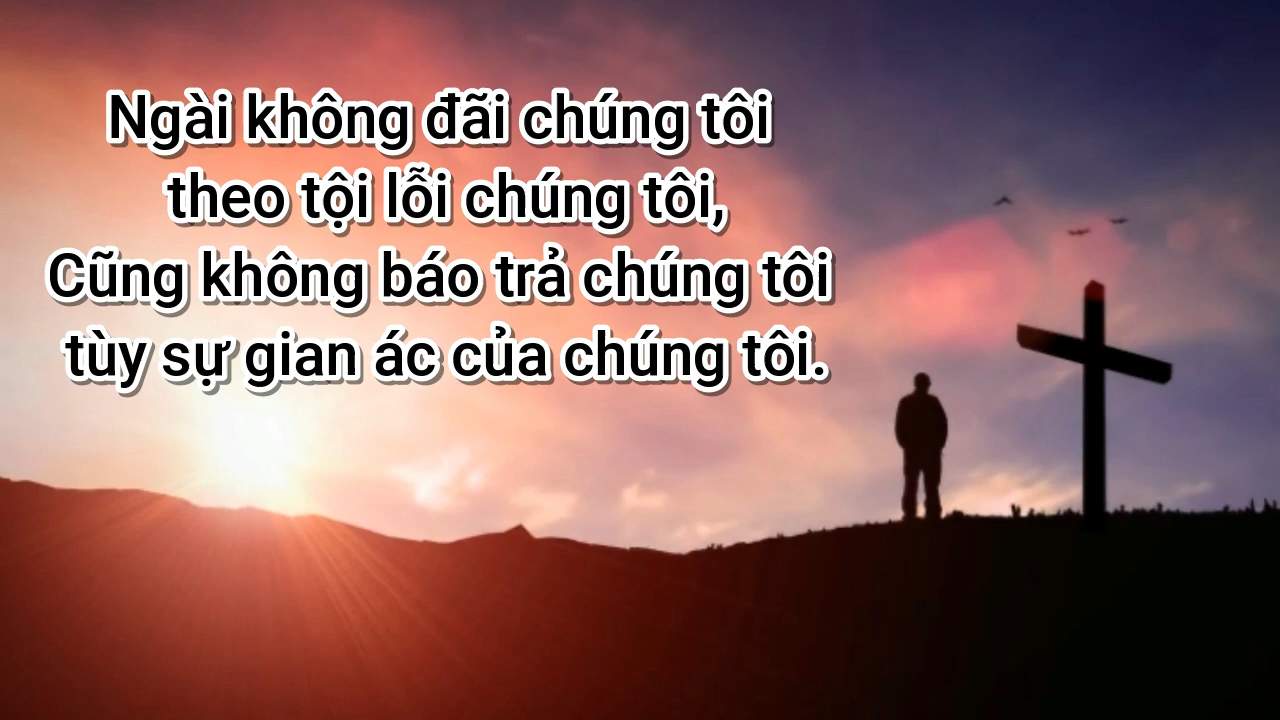 Ngài không đãi chúng tôi
theo tội lỗi chúng tôi,
Cũng không báo trả chúng tôi
tùy sự gian ác của chúng tôi.